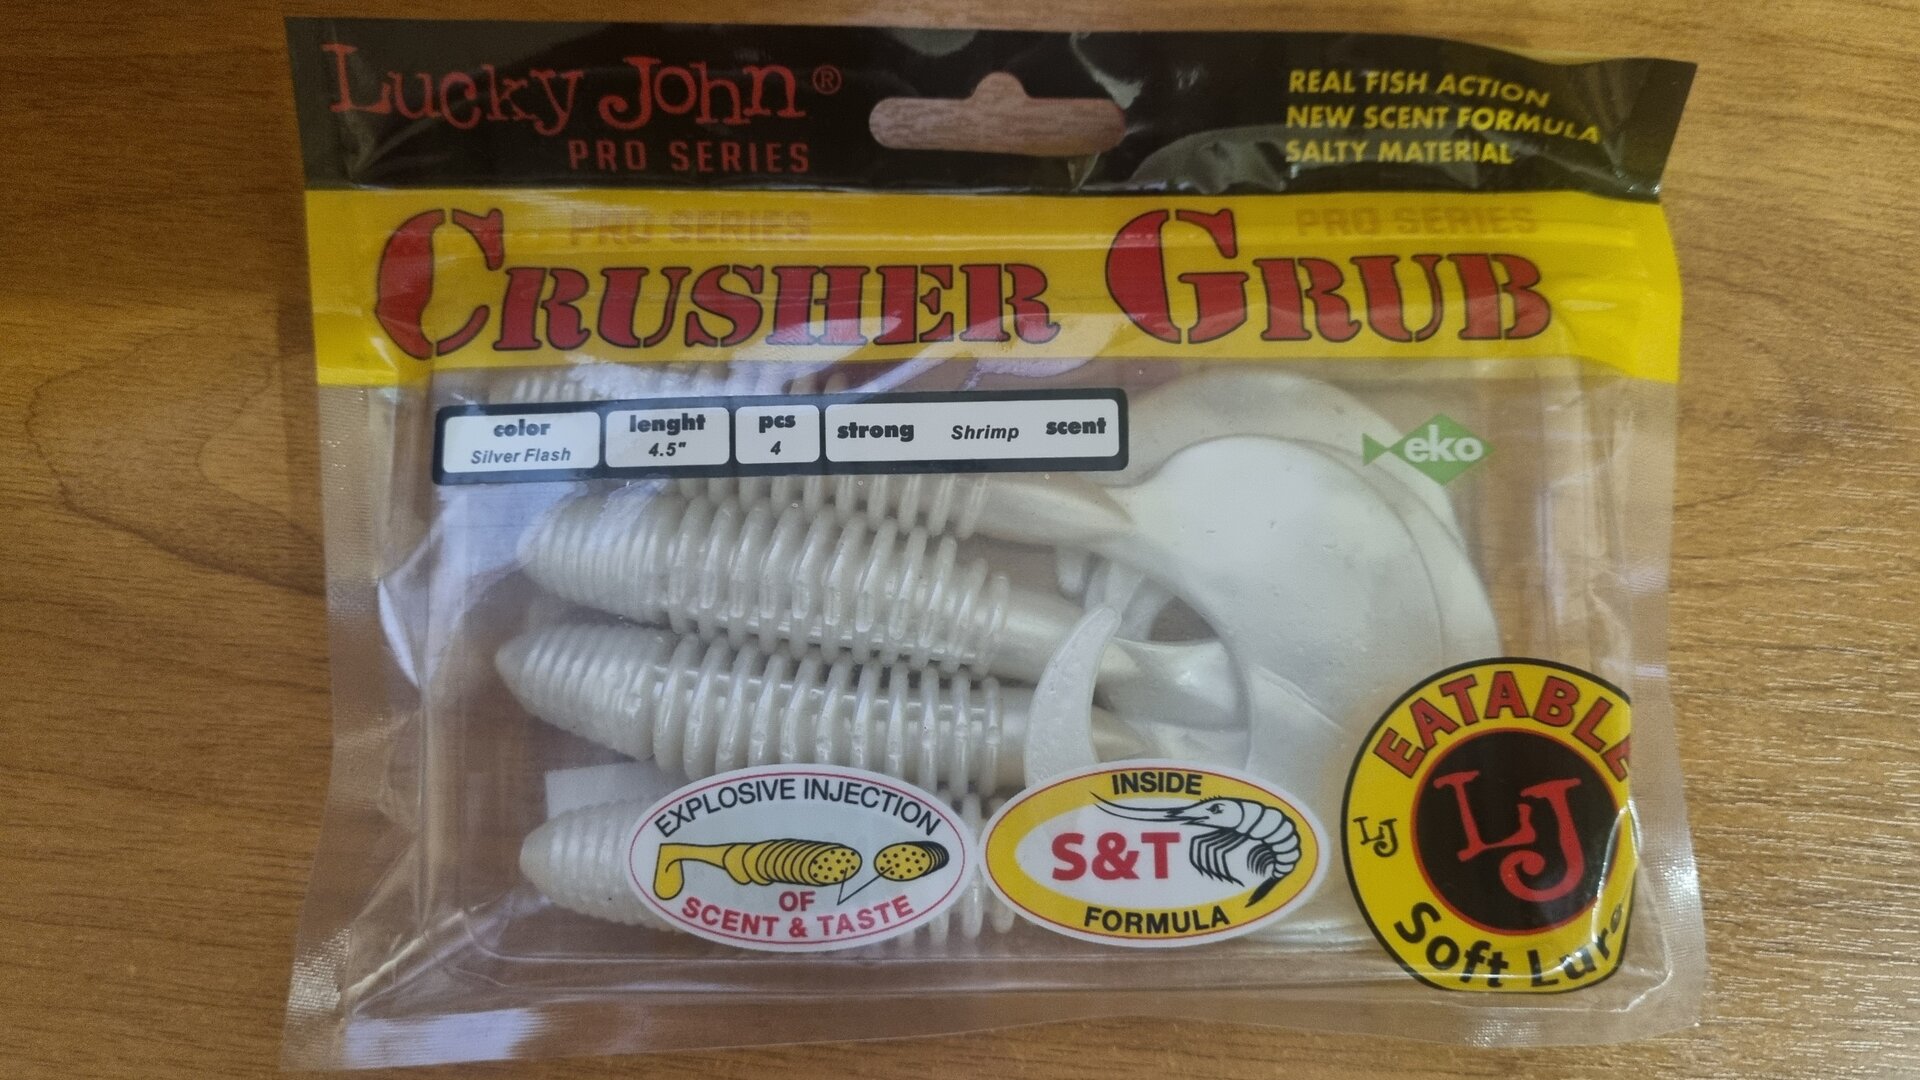 Lucky John®
PRO SERIES
REAL FISH ACTION
NEW SCENT FORMULA
SALTY MATERIAL
PRO SERIES
PRO SERIES
CRUSHER GRUB
color
Silver Flash
lenght
4.5"
pcs
4
strong Shrimp scent
eko
EXPLOSIVE INJECTION
OF
SCENT & TASTE
INSIDE
S&T
FORMULA
EATABLE
LJ
LJ
Soft Lure